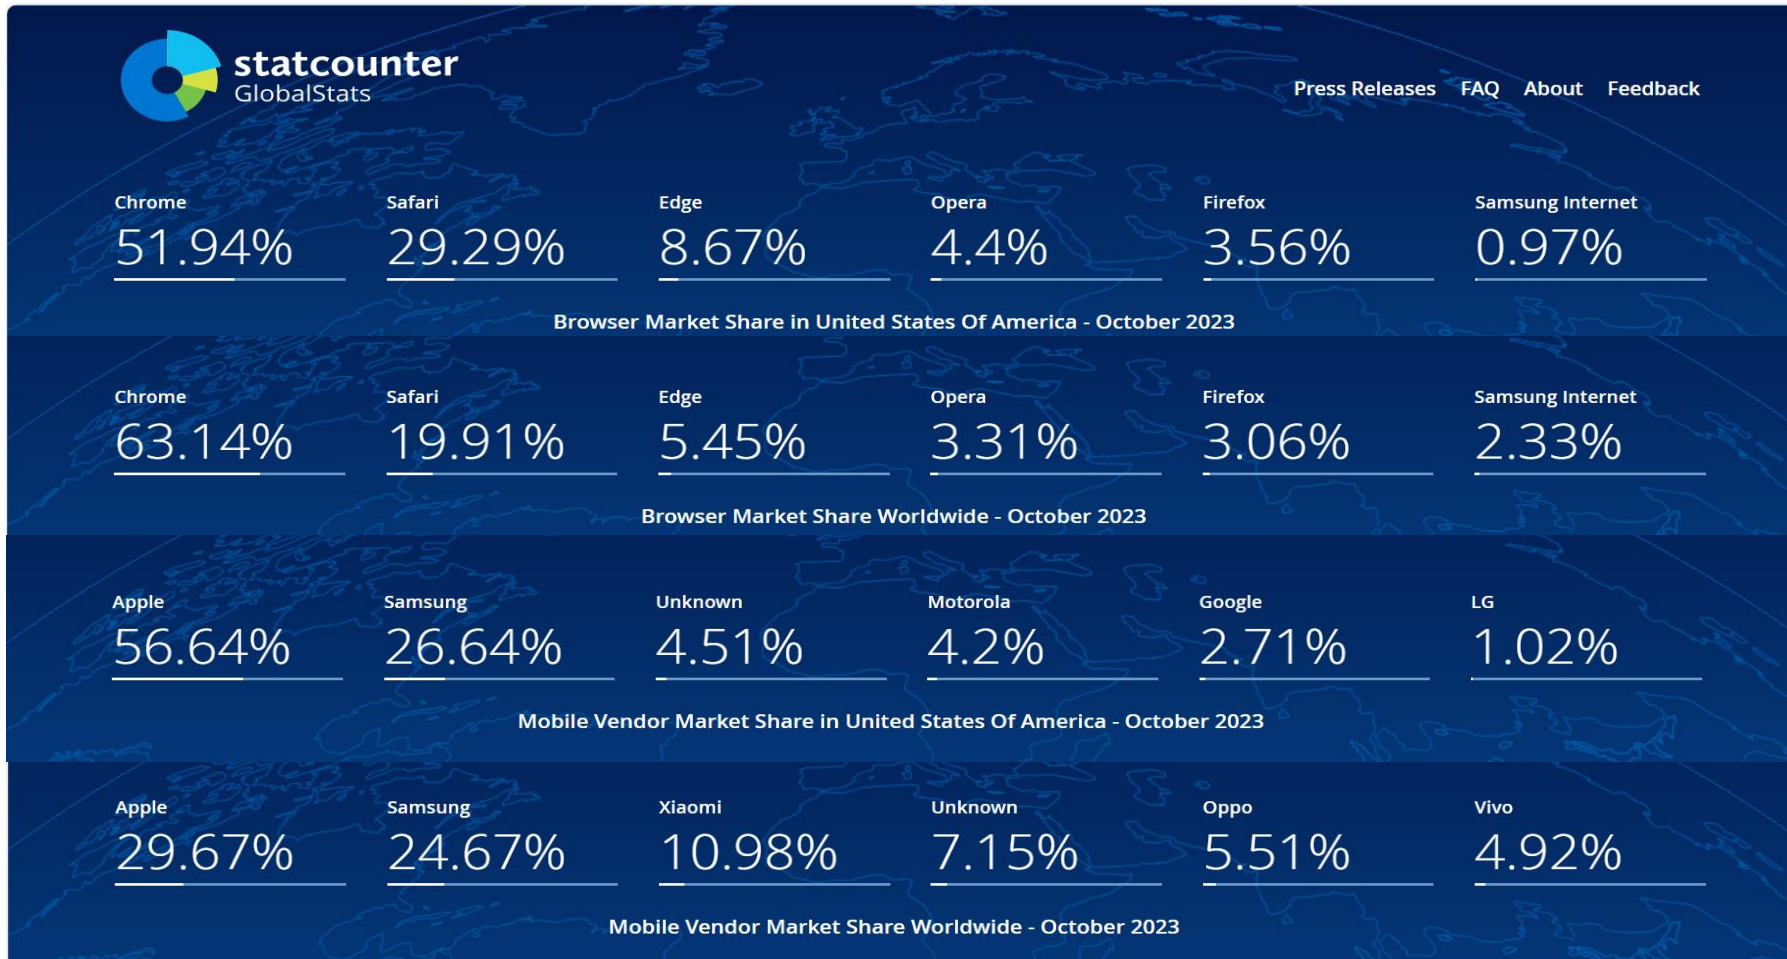 statcounter
GlobalStats
Press Releases FAQ About Feedback
Chrome Safari Edge Opera Firefox Samsung Internet
51.94% 29.29% 8.67% 4.4% 3.56% 0.97%
Browser Market Share in United States Of America - October 2023
Chrome Safari Edge Opera Firefox Samsung Internet
63.14% 19.91% 5.45% 3.31% 3.06% 2.33%
Browser Market Share Worldwide - October 2023
Apple Samsung Unknown Motorola Google LG
56.64% 26.64% 4.51% 4.2% 2.71% 1.02%
Mobile Vendor Market Share in United States Of America - October 2023
Apple Samsung Xiaomi Unknown Oppo Vivo
29.67% 24.67% 10.98% 7.15% 5.51% 4.92%
Mobile Vendor Market Share Worldwide - October 2023